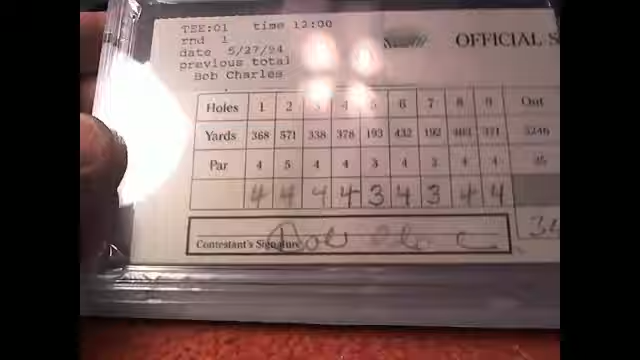 TEE:01 time 12:00
rnd 1
date 5/27/94
previous total
Bob Charles
OFFICIAL S
Holes 1 2 3 4 5 6 7 8 9 Out
Yards 368 571 338 378 193 432 192 371 3246
Par 4 5 4 4 3 4 3 4 4 35
4 4 4 4 3 4 3 4 4
Contestant's Signature